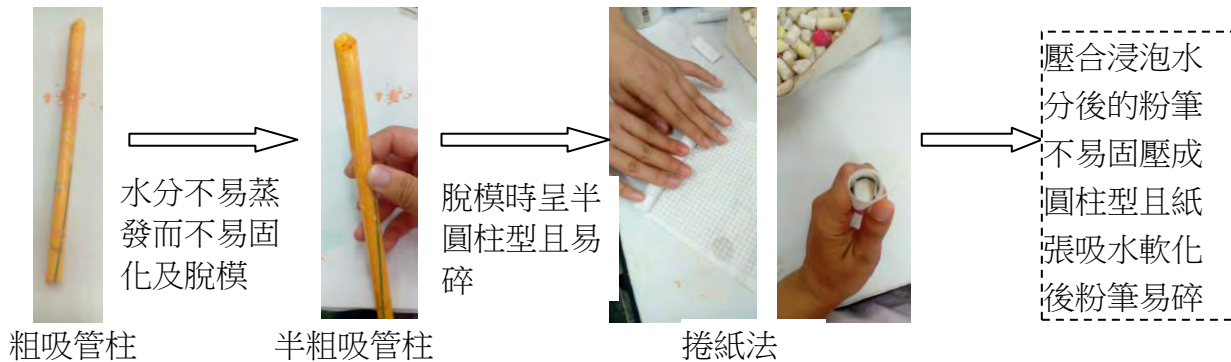 水分不易蒸
發而不易固
化及脫模
脫模時呈半
圓柱型且易
碎
壓合浸泡水
分後的粉筆
不易固壓成
圓柱型且紙
張吸水軟化
後粉筆易碎
粗吸管柱
半粗吸管柱
捲紙法